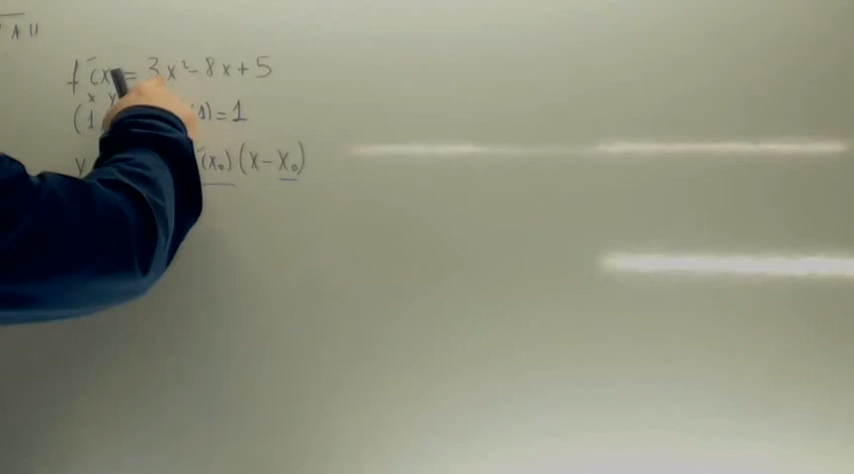 f(x = 3x² - 8x + 5
x y
(1 1) = 1
y (x₀)(x - x₀)